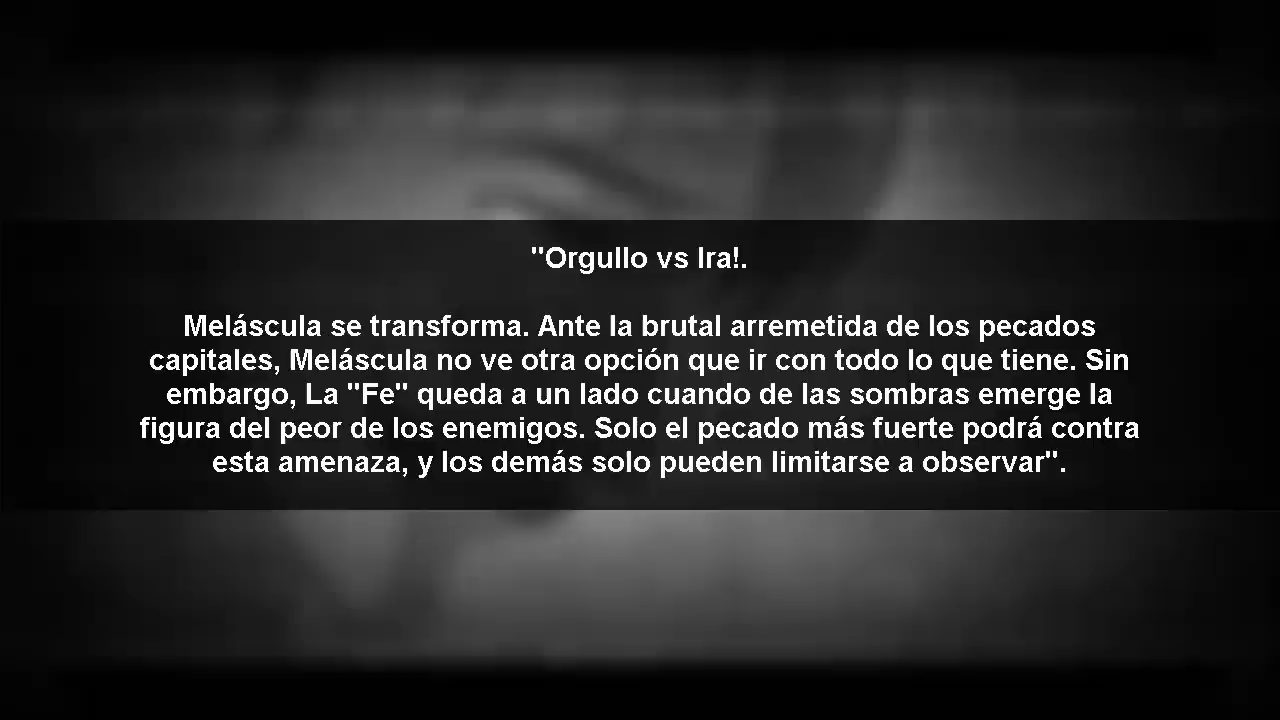 "Orgullo vs Ira!.
Meláscula se transforma. Ante la brutal arremetida de los pecados
capitales, Meláscula no ve otra opción que ir con todo lo que tiene. Sin
embargo, La "Fe" queda a un lado cuando de las sombras emerge la
figura del peor de los enemigos. Solo el pecado más fuerte podrá contra
esta amenaza, y los demás solo pueden limitarse a observar".